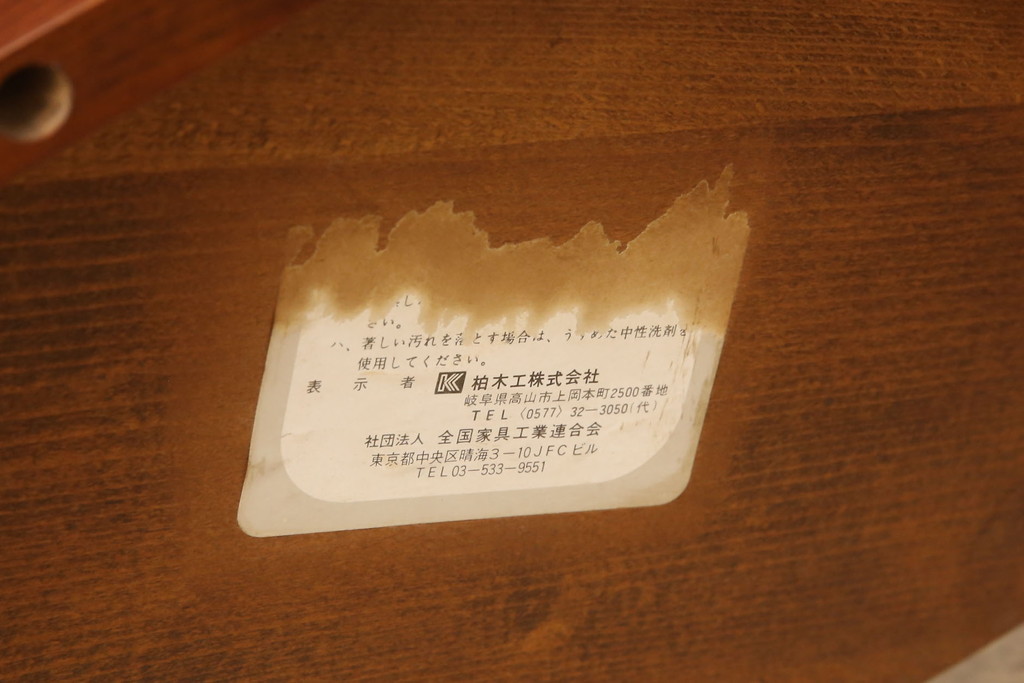 さい。
ハ、著しい汚れを落とす場合は、うすめた中性洗剤を
使用してください。
表示者 K 柏木工株式会社
岐阜県高山市上岡本町2500番地
TEL〈0577〉32-3050(代)
社団法人 全国家具工業連合会
東京都中央区晴海3-10JFCビル
TEL03-533-9551